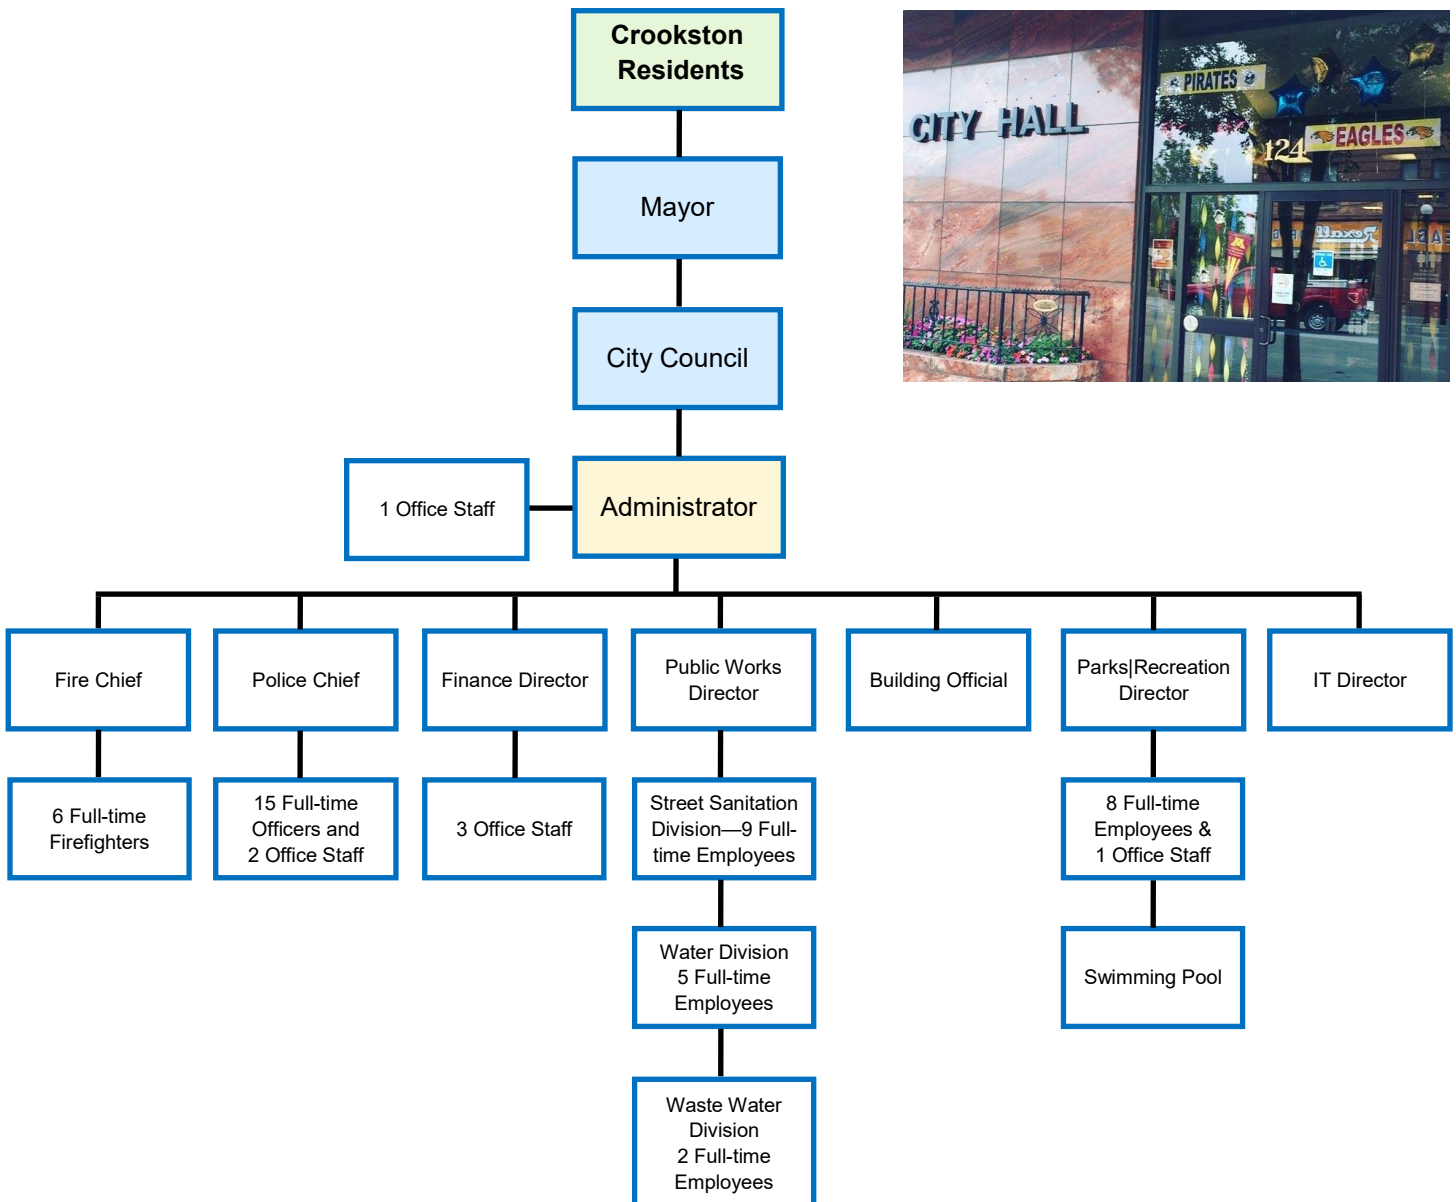 Crookston
Residents
PIRATES
CITY HALL
EAGLES
124
Mayor
Rexall
City Council
1 Office Staff
Administrator
Fire Chief
Police Chief
Finance Director
Public Works
Director
Building Official
Parks|Recreation
Director
IT Director
6 Full-time
Firefighters
15 Full-time
Officers and
2 Office Staff
3 Office Staff
Street Sanitation
Division—9 Full-
time Employees
8 Full-time
Employees &
1 Office Staff
Water Division
5 Full-time
Employees
Swimming Pool
Waste Water
Division
2 Full-time
Employees